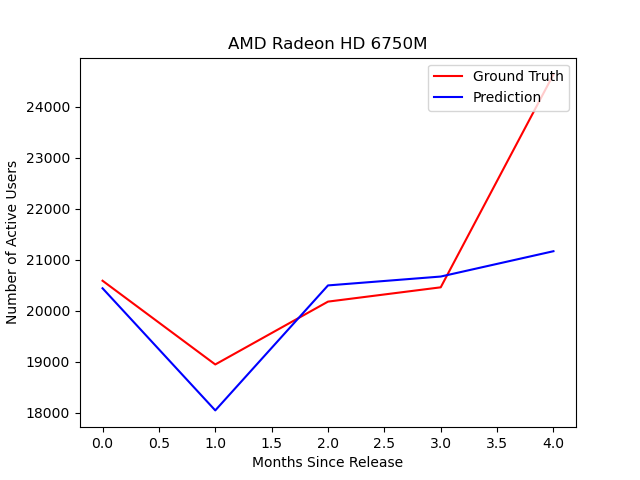 AMD Radeon HD 6750M
Ground Truth
Prediction
24000
23000
22000
21000
20000
19000
18000
Number of Active Users
0.0 0.5 1.0 1.5 2.0 2.5 3.0 3.5 4.0
Months Since Release